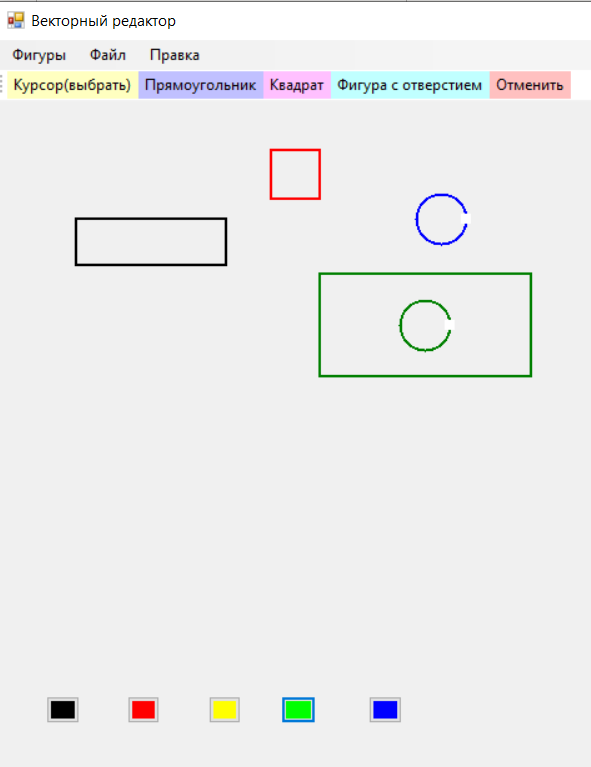 Векторный редактор
Фигуры Файл Правка
Курсор(выбрать) Прямоугольник Квадрат Фигура с отверстием Отменить